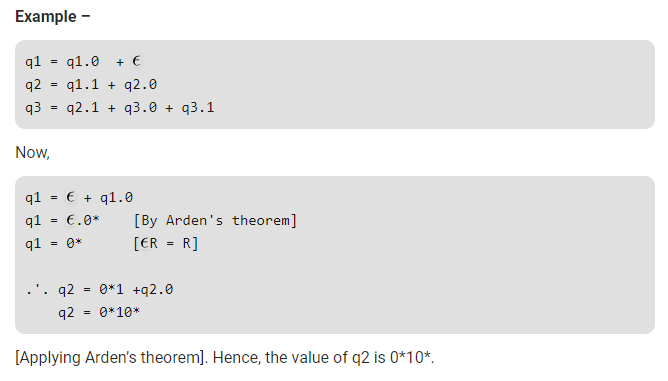 Example –
q1 = q1.0  + ϵ
q2 = q1.1 + q2.0
q3 = q2.1 + q3.0 + q3.1
Now,
q1 = ϵ + q1.0
q1 = ϵ.0*    [By Arden's theorem]
q1 = 0*      [ϵR = R]
.'. q2 = 0*1 +q2.0
q2 = 0*10*
[Applying Arden’s theorem]. Hence, the value of q2 is 0*10*.